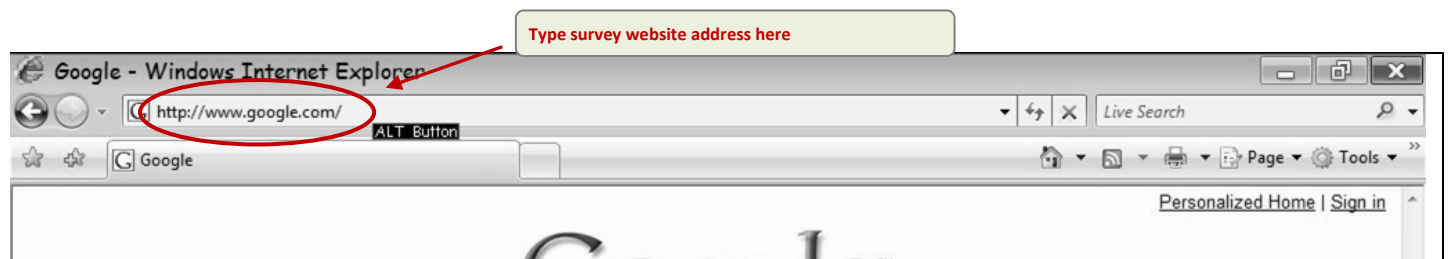 Type survey website address here
Google - Windows Internet Explorer
http://www.google.com/
Live Search
ALT Button
Google
Page
Tools
Personalized Home | Sign in